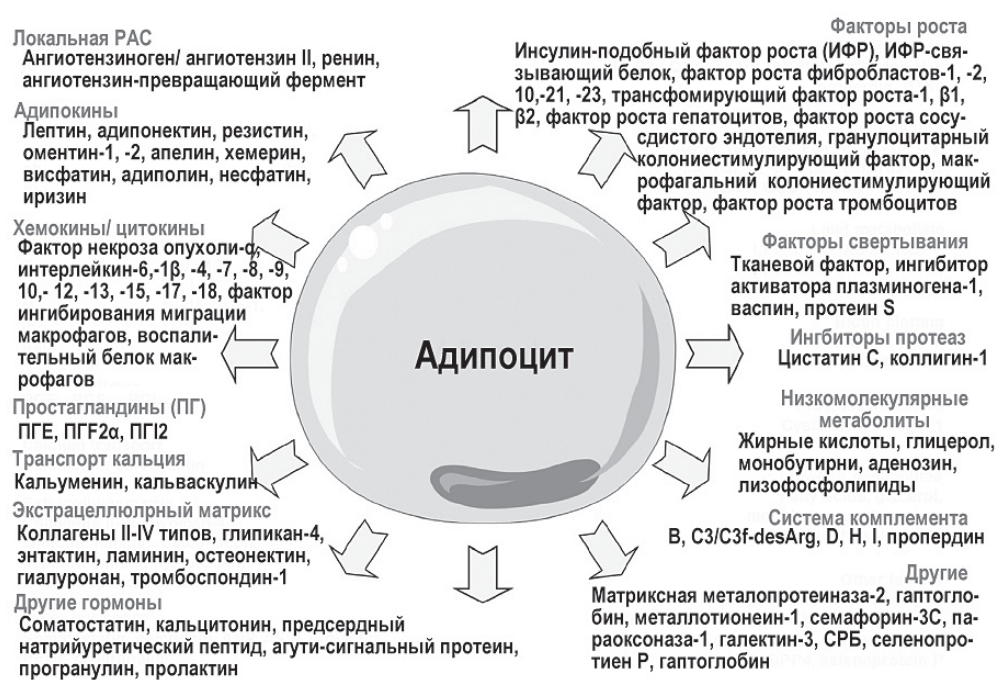 Локальная РАС
Ангиотензиноген/ ангиотензин II, ренин,
ангиотензин-превращающий фермент
Адипокины
Лептин, адипонектин, резистин,
оментин-1, -2, апелин, хемерин,
висфатин, адиполин, несфатин,
иризин
Хемокины/ цитокины
Фактор некроза опухоли-α,
интерлейкин-6,-1β, -4, -7, -8, -9,
10,- 12, -13, -15, -17, -18, фактор
ингибирования миграции
макрофагов, воспали-
тельный белок мак-
рофагов
Простагландины (ПГ)
ПГЕ, ПГF2α, ПГI2
Транспорт кальция
Кальуменин, кальваскулин
Экстрацеллюлрный матрикс
Коллагены II-IV типов, глипикан-4,
энтактин, ламинин, остеонектин,
гиалуронан, тромбоспондин-1
Другие гормоны
Соматостатин, кальцитонин, предсердный
натрийуретический пептид, агути-сигнальный протеин,
програнулин, пролактин
Адипоцит
Факторы роста
Инсулин-подобный фактор роста (ИФР), ИФР-свя-
зывающий белок, фактор роста фибробластов-1, -2,
10,-21, -23, трансфомирующий фактор роста-1, β1,
β2, фактор роста гепатоцитов, фактор роста сосу-
дистого эндотелия, гранулоцитарный
колониестимулирующий фактор, мак-
рофагальний колониестимулирующий
фактор, фактор роста тромбоцитов
Факторы свертывания
Тканевой фактор, ингибитор
активатора плазминогена-1,
васпин, протеин S
Ингбиторы протеаз
Цистатин С, коллигин-1
Низкомолекулярные
метаболиты
Жирные кислоты, глицерол,
монобутирни, аденозин,
лизофосфолипиды
Система комплемента
B, C3/C3f-desArg, D, H, I, пропердин
Другие
Матриксная металопротеиназа-2, гаптогло-
бин, металлотионеин-1, семафорин-3С, па-
раоксоназа-1, галектин-3, СРБ, селенопро-
тиен Р, гаптоглобин